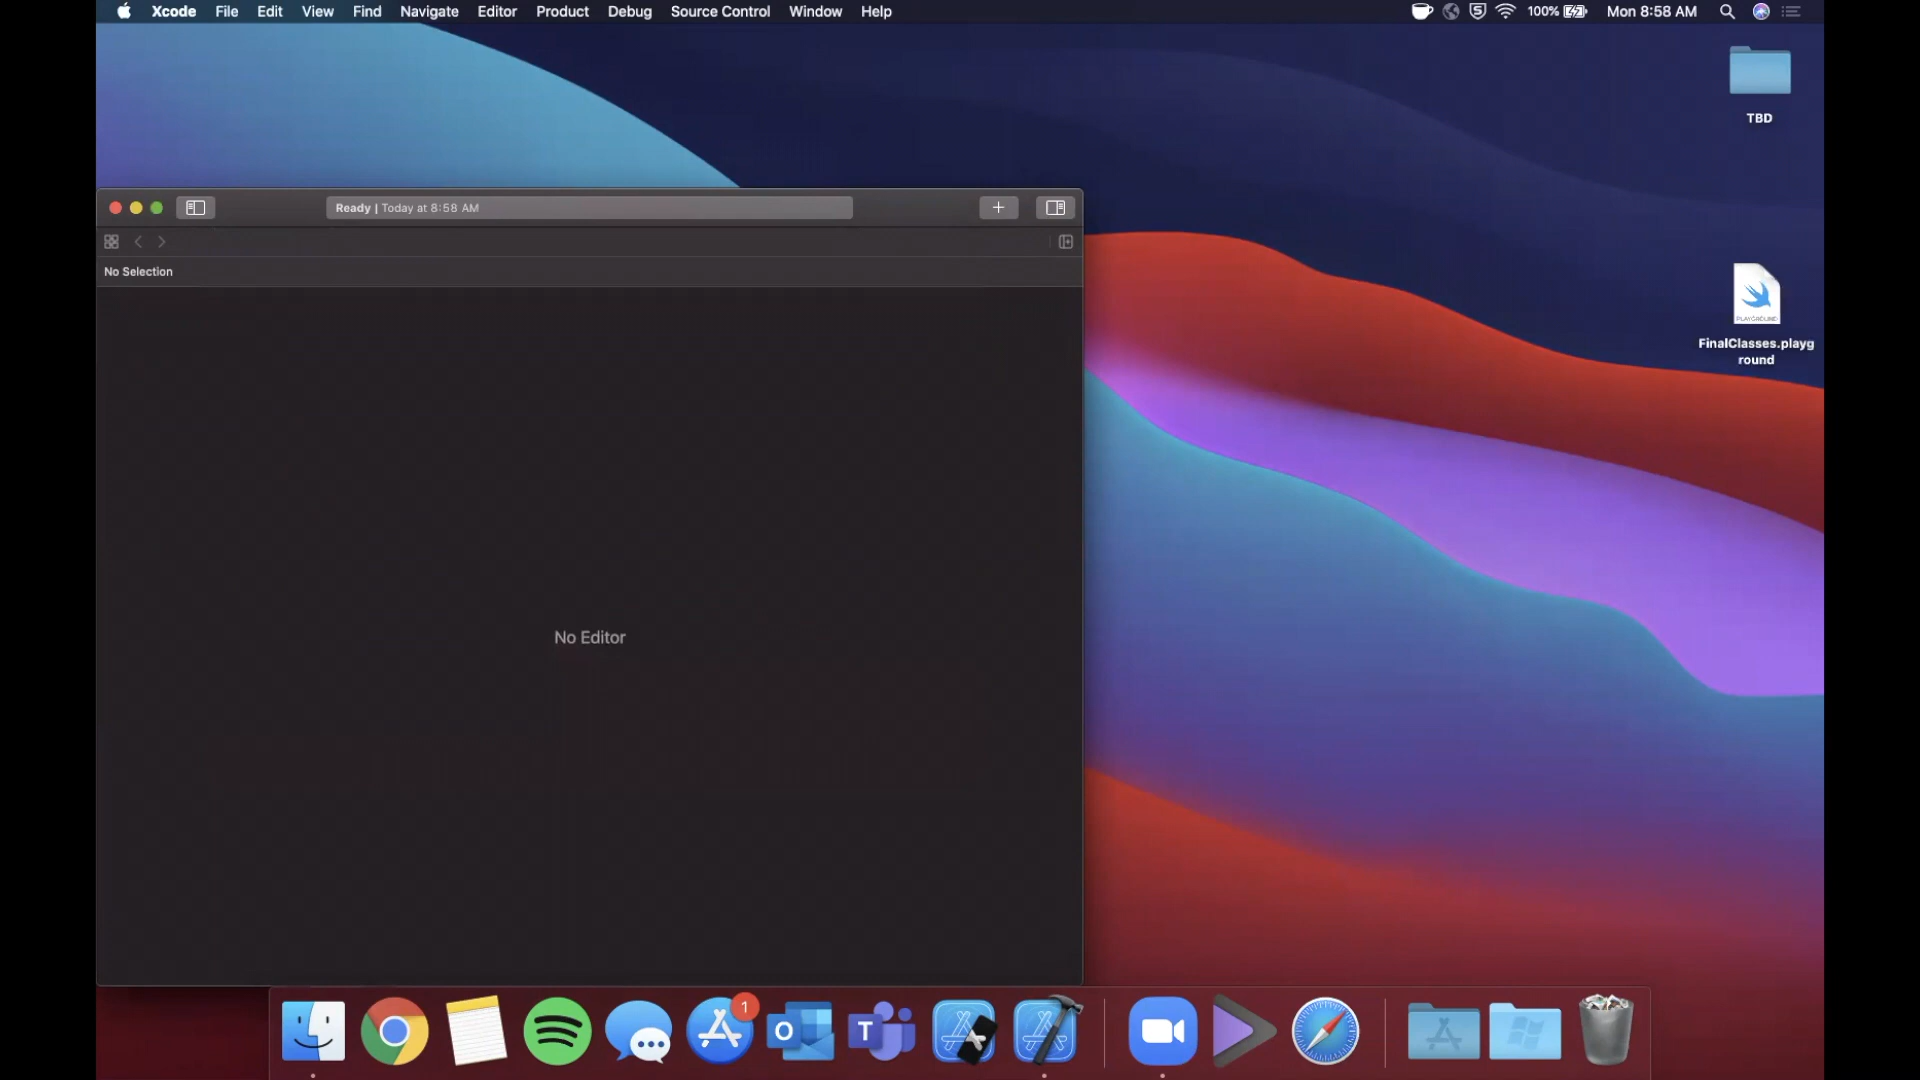 Xcode File Edit View Find Navigate Editor Product Debug Source Control Window Help 100% Mon 8:58 AM
TBD
Ready | Today at 8:58 AM
No Selection
PLAYGROUND
FinalClasses.playg
round
No Editor
1